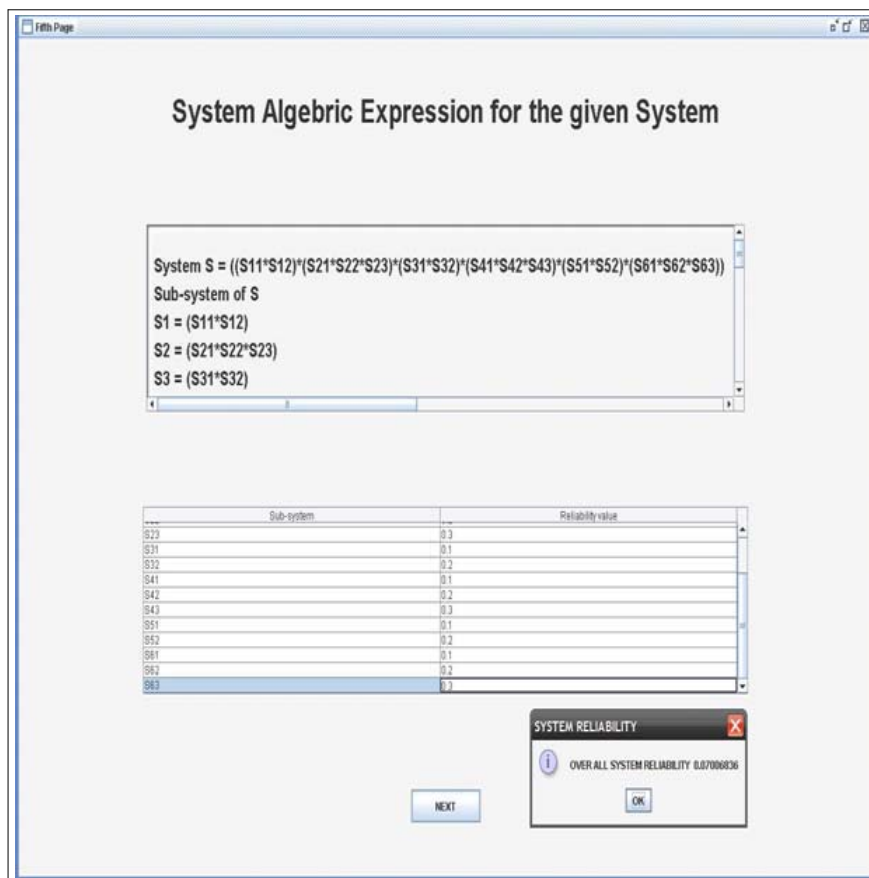 Fifth Page
System Algebric Expression for the given System
System S = ((S11*S12)*(S21*S22*S23)*(S31*S32)*(S41*S42*S43)*(S51*S52)*(S61*S62*S63))
Sub-system of S
S1 = (S11*S12)
S2 = (S21*S22*S23)
S3 = (S31*S32)
Sub-system Reliability value
S23 0.3
S31 0.1
S32 0.2
S41 0.1
S42 0.2
S43 0.3
S51 0.1
S52 0.2
S61 0.1
S62 0.2
S63 0.3
SYSTEM RELIABILITY
OVER ALL SYSTEM RELIABILITY 0.07006836
OK
NEXT